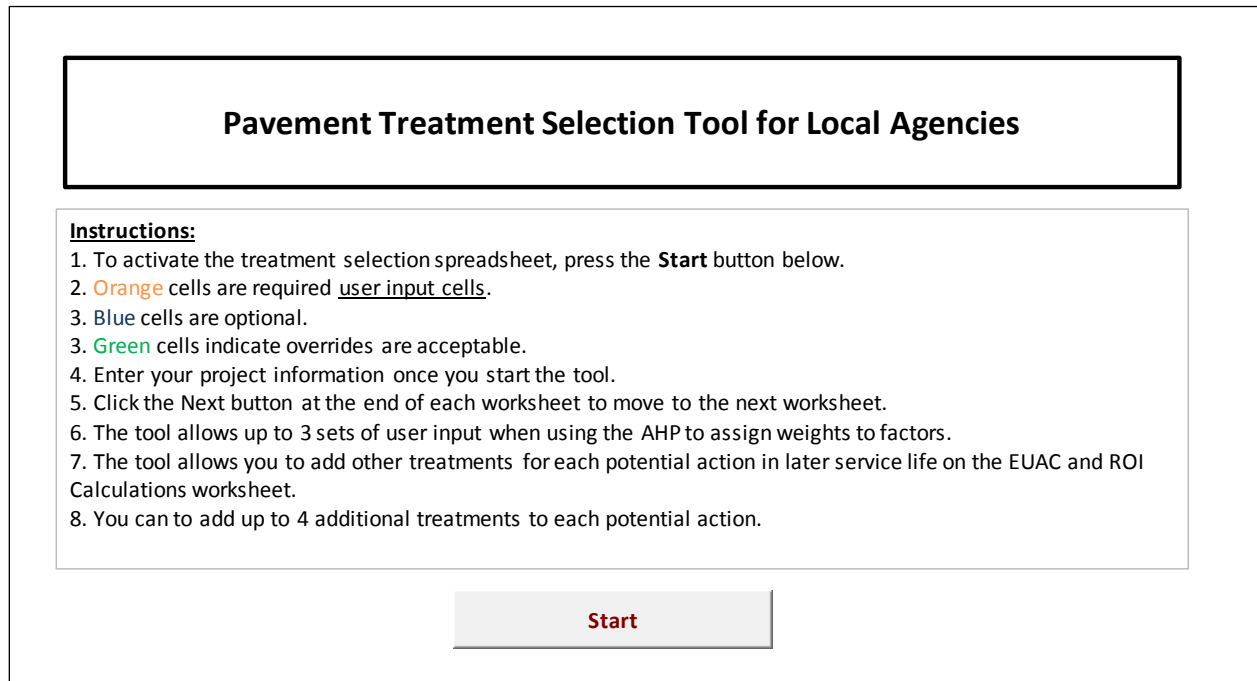 Pavement Treatment Selection Tool for Local Agencies
Instructions:
1. To activate the treatment selection spreadsheet, press the Start button below.
2. Orange cells are required user input cells.
3. Blue cells are optional.
3. Green cells indicate overrides are acceptable.
4. Enter your project information once you start the tool.
5. Click the Next button at the end of each worksheet to move to the next worksheet.
6. The tool allows up to 3 sets of user input when using the AHP to assign weights to factors.
7. The tool allows you to add other treatments for each potential action in later service life on the EUAC and ROI
Calculations worksheet.
8. You can to add up to 4 additional treatments to each potential action.
Start